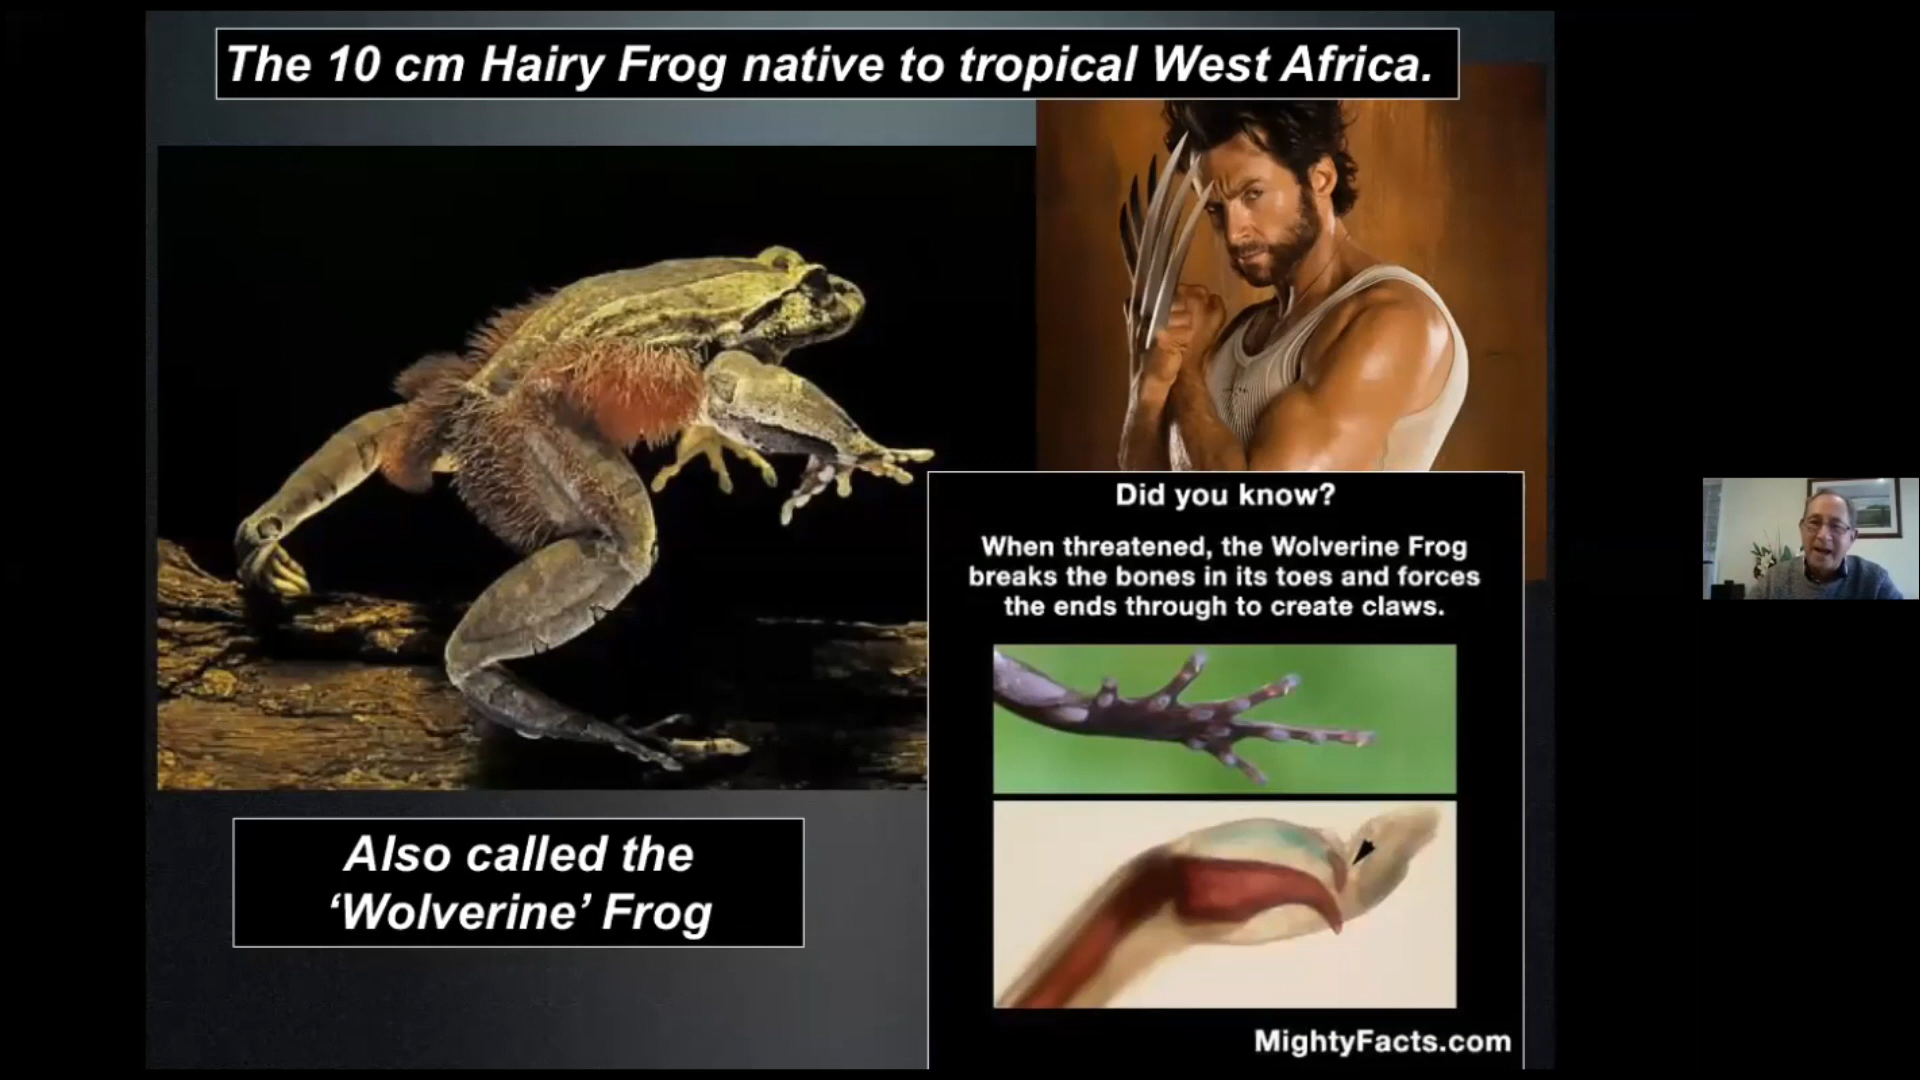 The 10 cm Hairy Frog native to tropical West Africa.
Did you know?
When threatened, the Wolverine Frog
breaks the bones in its toes and forces
the ends through to create claws.
Also called the
‘Wolverine’ Frog
MightyFacts.com